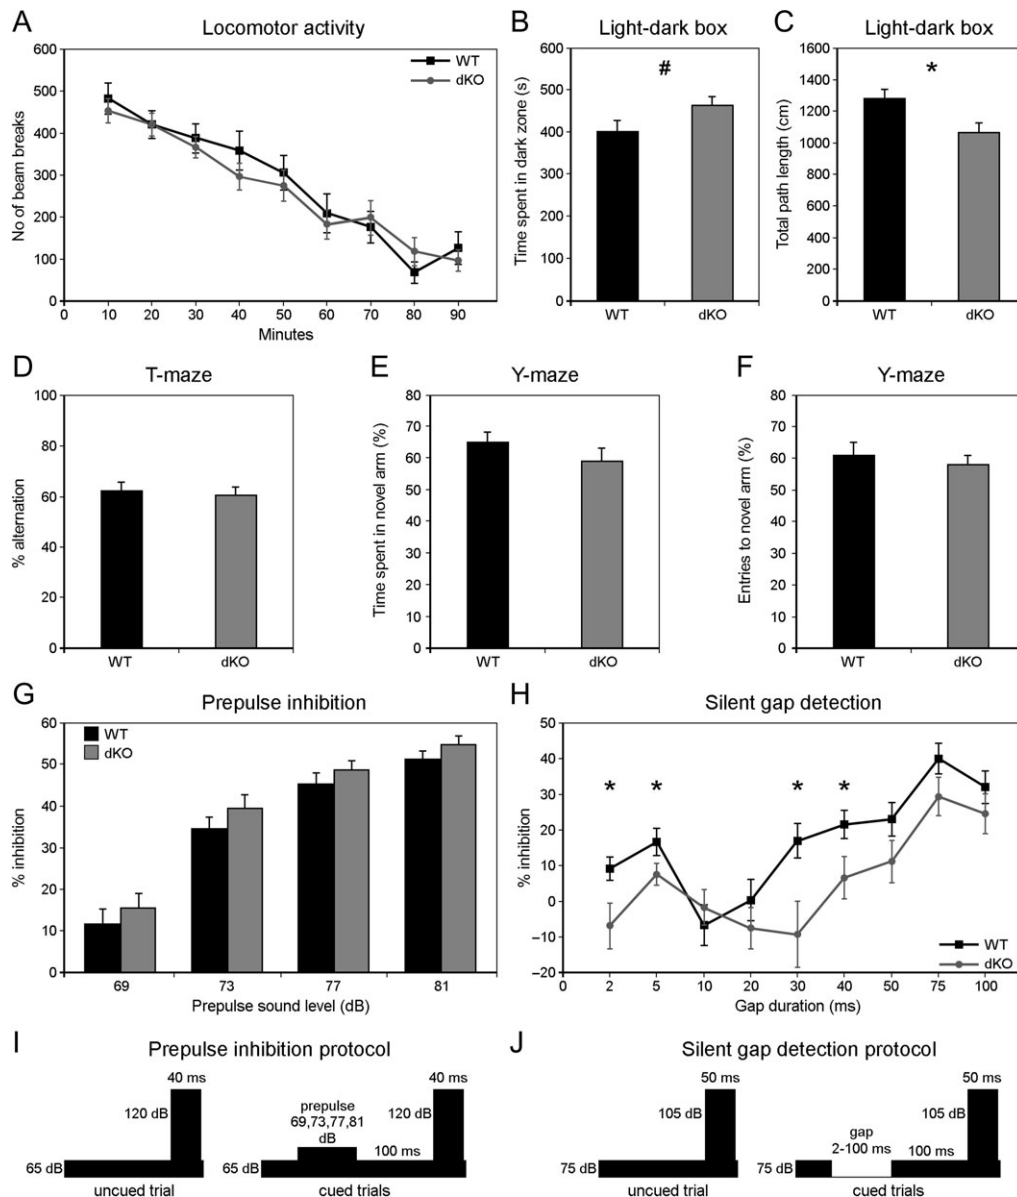 A
Locomotor activity
600
500
400
300
200
100
0
No of beam breaks
WT
dKO
0 10 20 30 40 50 60 70 80 90
Minutes
B
Light-dark box
600
500
400
300
200
100
0
Time spent in dark zone (s)
#
WT dKO
C
Light-dark box
1600
1400
1200
1000
800
600
400
200
0
Total path length (cm)
*
WT dKO
D
T-maze
100
80
60
40
20
0
% alternation
WT dKO
E
Y-maze
80
70
60
50
40
30
20
10
0
Time spent in novel arm (%)
WT dKO
F
Y-maze
80
70
60
50
40
30
20
10
0
Entries to novel arm (%)
WT dKO
G
Prepulse inhibition
60
50
40
30
20
10
0
% inhibition
WT
dKO
69 73 77 81
Prepulse sound level (dB)
H
Silent gap detection
50
40
30
20
10
0
–10
–20
% inhibition
* * * *
WT
dKO
0 2 5 10 20 30 40 50 75 100
Gap duration (ms)
I
Prepulse inhibition protocol
40 ms
120 dB
65 dB
uncued trial
40 ms
prepulse
69,73,77,81
dB
120 dB
100 ms
65 dB
cued trials
J
Silent gap detection protocol
50 ms
105 dB
75 dB
uncued trial
50 ms
105 dB
gap
2-100 ms
100 ms
75 dB
cued trials